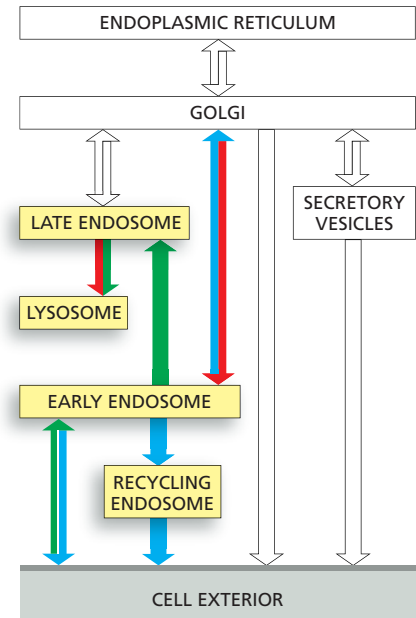 ENDOPLASMIC RETICULUM
GOLGI
LATE ENDOSOME
SECRETORY
VESICLES
LYSOSOME
EARLY ENDOSOME
RECYCLING
ENDOSOME
CELL EXTERIOR